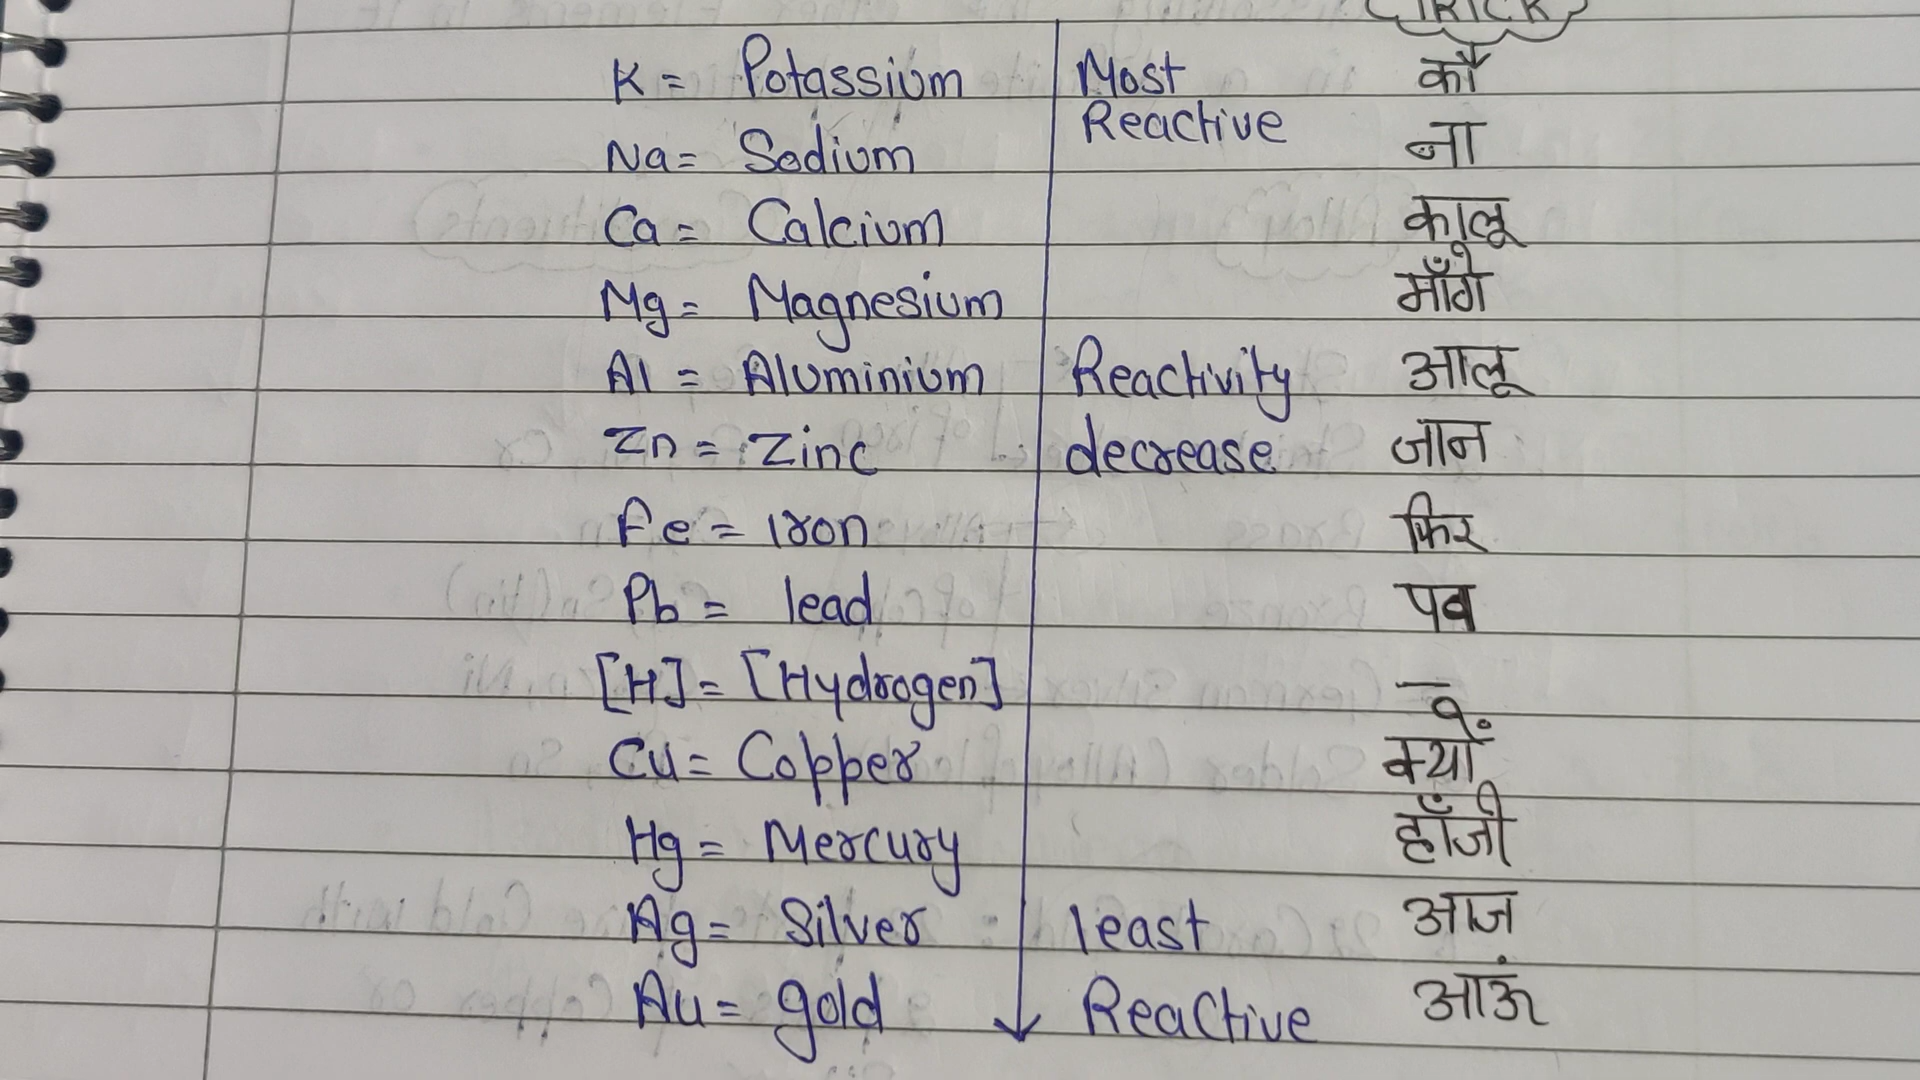 TRICK
K = Potassium Most कौ
Reactive
Na = Sodium ना
Ca = Calcium कालू
Mg = Magnesium माँगे
Al = Aluminium Reactivity आलू
Zn = Zinc decrease जान
Fe = Iron फिर
Pb = lead पब
[H] = [Hydrogen]
Cu = Copper क्यों
Hg = Mercury हाँजी
Ag = Silver least आज
Au = gold Reactive आऊं